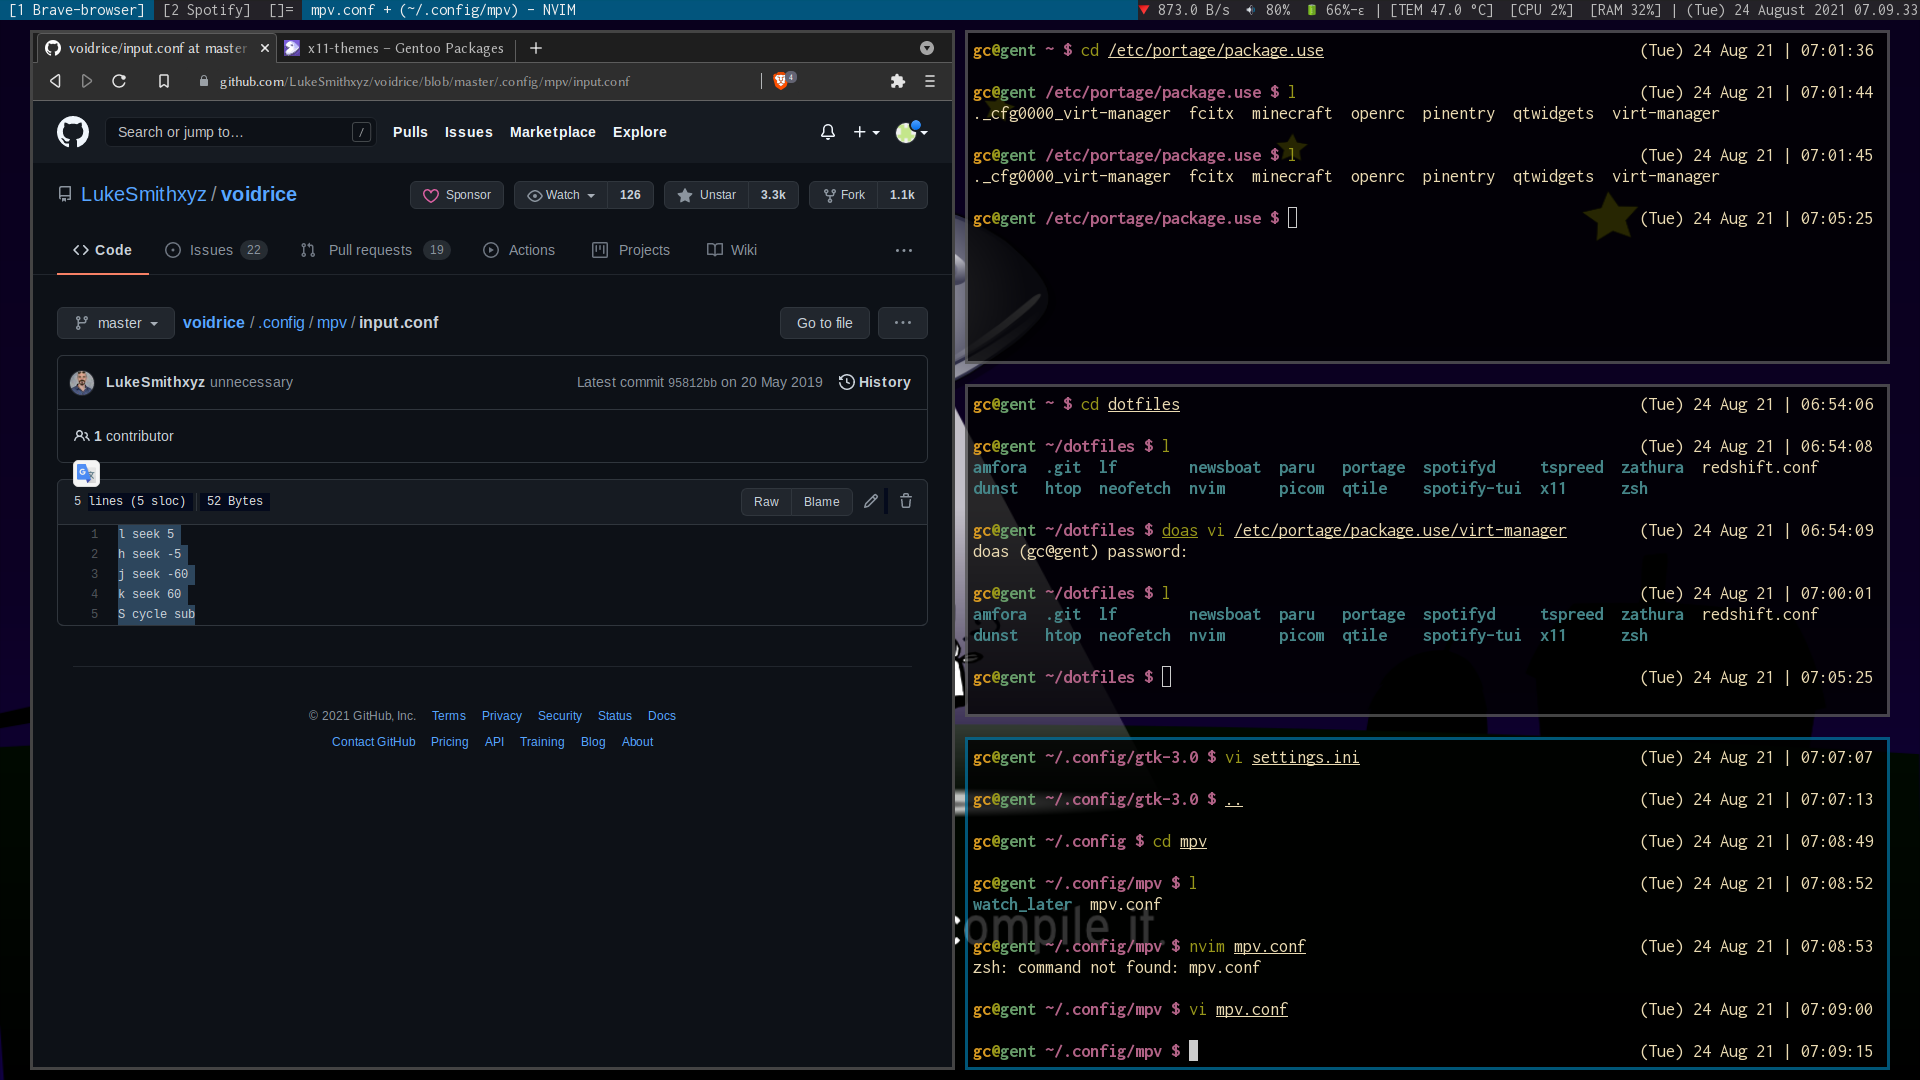 [1 Brave-browser] [2 Spotify] []= mpv.conf + (~/.config/mpv) - NVIM 873.0 B/s 80% 66%-ε | [TEM 47.0 °C] [CPU 2%] [RAM 32%] | (Tue) 24 August 2021 07.09.33
voidrice/input.conf at master × x11-themes – Gentoo Packages +
github.com/LukeSmithxyz/voidrice/blob/master/.config/mpv/input.conf 4
Search or jump to… / Pulls Issues Marketplace Explore
LukeSmithxyz / voidrice Sponsor Watch 126 Unstar 3.3k Fork 1.1k
Code Issues 22 Pull requests 19 Actions Projects Wiki ···
master voidrice / .config / mpv / input.conf Go to file ···
LukeSmithxyz unnecessary Latest commit 95812bb on 20 May 2019 History
1 contributor
5 lines (5 sloc) 52 Bytes Raw Blame
1 l seek 5
2 h seek -5
3 j seek -60
4 k seek 60
5 S cycle sub
© 2021 GitHub, Inc. Terms Privacy Security Status Docs
Contact GitHub Pricing API Training Blog About
gc@gent ~ $ cd /etc/portage/package.use (Tue) 24 Aug 21 | 07:01:36
gc@gent /etc/portage/package.use $ l (Tue) 24 Aug 21 | 07:01:44
._cfg0000_virt-manager fcitx minecraft openrc pinentry qtwidgets virt-manager
gc@gent /etc/portage/package.use $ l (Tue) 24 Aug 21 | 07:01:45
._cfg0000_virt-manager fcitx minecraft openrc pinentry qtwidgets virt-manager
gc@gent /etc/portage/package.use $ (Tue) 24 Aug 21 | 07:05:25
gc@gent ~ $ cd dotfiles (Tue) 24 Aug 21 | 06:54:06
gc@gent ~/dotfiles $ l (Tue) 24 Aug 21 | 06:54:08
amfora .git lf newsboat paru portage spotifyd tspreed zathura redshift.conf
dunst htop neofetch nvim picom qtile spotify-tui x11 zsh
gc@gent ~/dotfiles $ doas vi /etc/portage/package.use/virt-manager (Tue) 24 Aug 21 | 06:54:09
doas (gc@gent) password:
gc@gent ~/dotfiles $ l (Tue) 24 Aug 21 | 07:00:01
amfora .git lf newsboat paru portage spotifyd tspreed zathura redshift.conf
dunst htop neofetch nvim picom qtile spotify-tui x11 zsh
gc@gent ~/dotfiles $ (Tue) 24 Aug 21 | 07:05:25
gc@gent ~/.config/gtk-3.0 $ vi settings.ini (Tue) 24 Aug 21 | 07:07:07
gc@gent ~/.config/gtk-3.0 $ .. (Tue) 24 Aug 21 | 07:07:13
gc@gent ~/.config $ cd mpv (Tue) 24 Aug 21 | 07:08:49
gc@gent ~/.config/mpv $ l (Tue) 24 Aug 21 | 07:08:52
watch_later mpv.conf
compile it
gc@gent ~/.config/mpv $ nvim mpv.conf (Tue) 24 Aug 21 | 07:08:53
zsh: command not found: mpv.conf
gc@gent ~/.config/mpv $ vi mpv.conf (Tue) 24 Aug 21 | 07:09:00
gc@gent ~/.config/mpv $ (Tue) 24 Aug 21 | 07:09:15